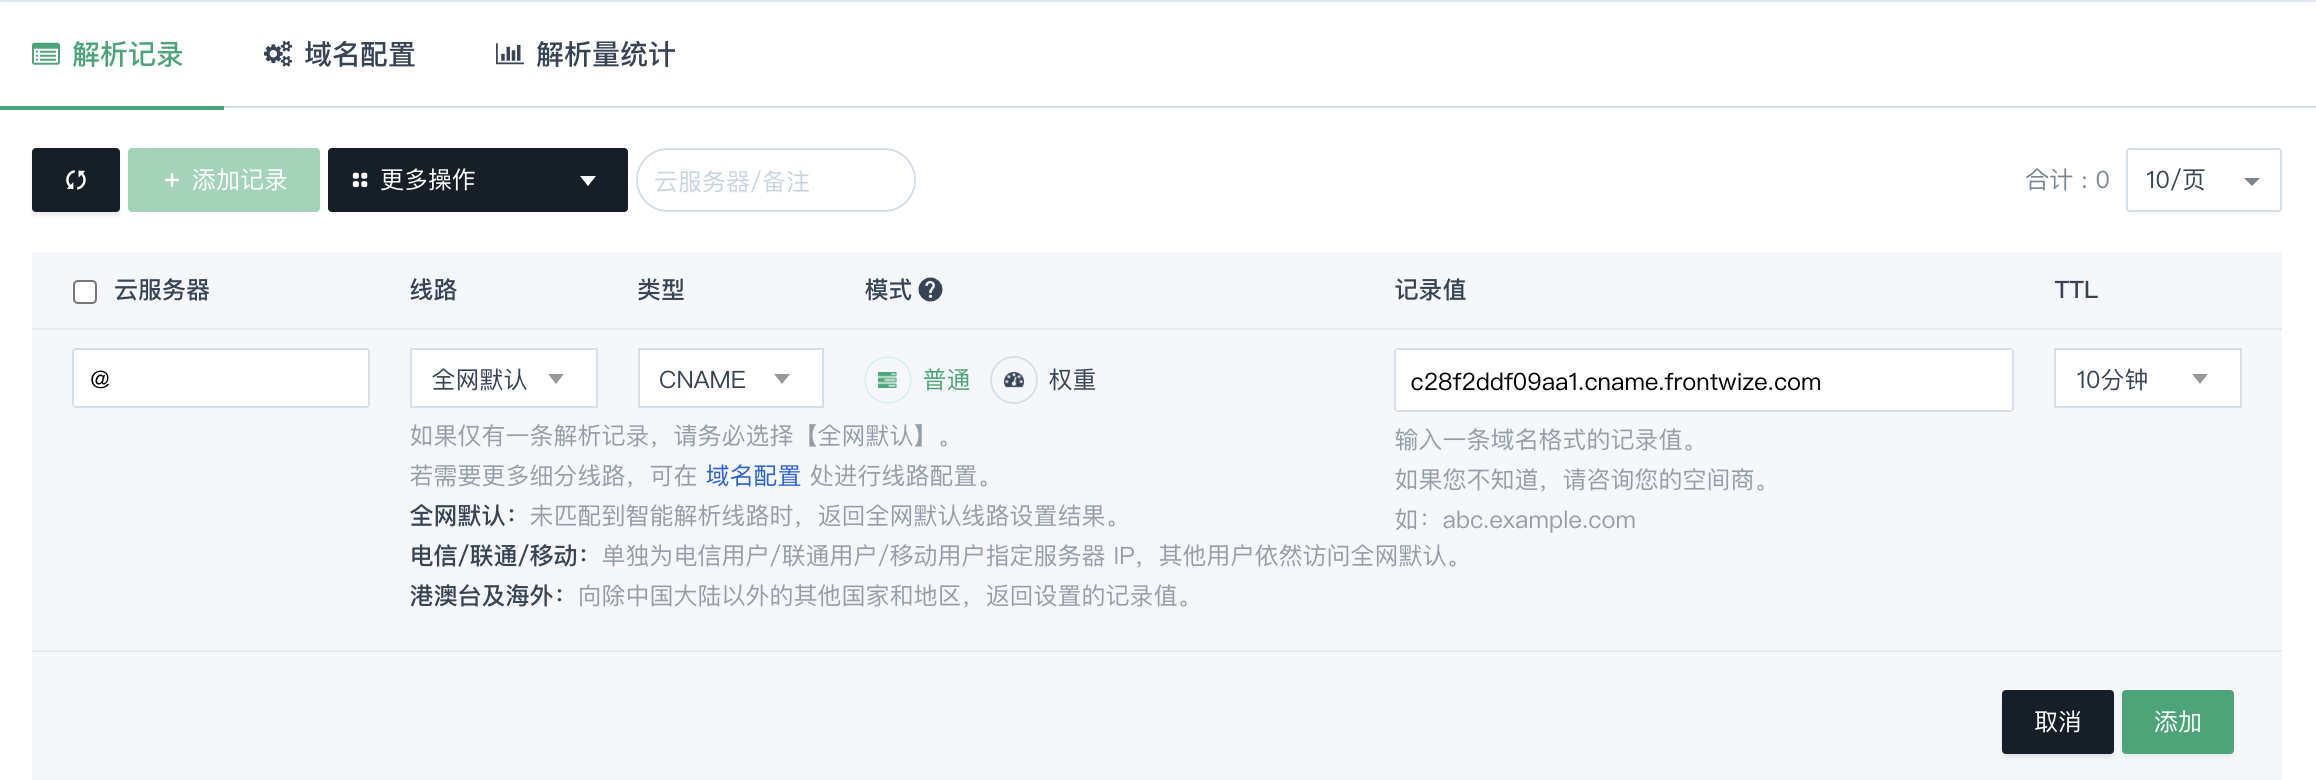 解析记录 域名配置 解析量统计
+ 添加记录 更多操作 云服务器/备注 合计：0 10/页
云服务器 线路 类型 模式 ? 记录值 TTL
@ 全网默认 CNAME 普通 权重 c28f2ddf09aa1.cname.frontwize.com 10分钟
如果仅有一条解析记录，请务必选择【全网默认】。
若需要更多细分线路，可在 域名配置 处进行线路配置。
全网默认：未匹配到智能解析线路时，返回全网默认线路设置结果。
电信/联通/移动：单独为电信用户/联通用户/移动用户指定服务器 IP，其他用户依然访问全网默认。
港澳台及海外：向除中国大陆以外的其他国家和地区，返回设置的记录值。
输入一条域名格式的记录值。
如果您不知道，请咨询您的空间商。
如：abc.example.com
取消 添加